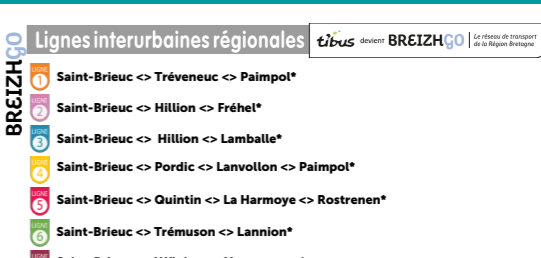 BREIZHGO
Lignes interurbaines régionales
tibus devient BREIZHGO Le réseau de transport
de la Région Bretagne
LIGNE 1 Saint-Brieuc <> Tréveneuc <> Paimpol*
LIGNE 2 Saint-Brieuc <> Hillion <> Fréhel*
LIGNE 3 Saint-Brieuc <> Hillion <> Lamballe*
LIGNE 4 Saint-Brieuc <> Pordic <> Lanvollon <> Paimpol*
LIGNE 5 Saint-Brieuc <> Quintin <> La Harmoye <> Rostrenen*
LIGNE 6 Saint-Brieuc <> Trémuson <> Lannion*
LIGNE